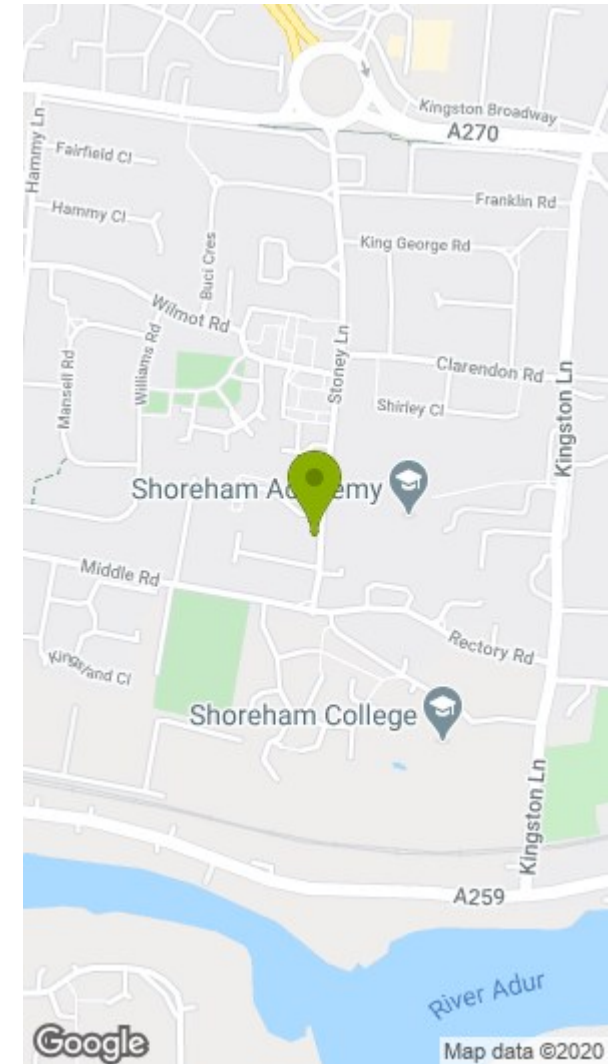 Kingston Broadway
A270
Hammy Ln
Fairfield Cl
Hammy Cl
Franklin Rd
King George Rd
Buci Cres
Wilmot Rd
Stoney Ln
Clarendon Rd
Mansell Rd
Williams Rd
Shirley Cl
Kingston Ln
Shoreham Academy
Middle Rd
Rectory Rd
Shoreham College
Kingston Ln
A259
River Adur
Google
Map data ©2020